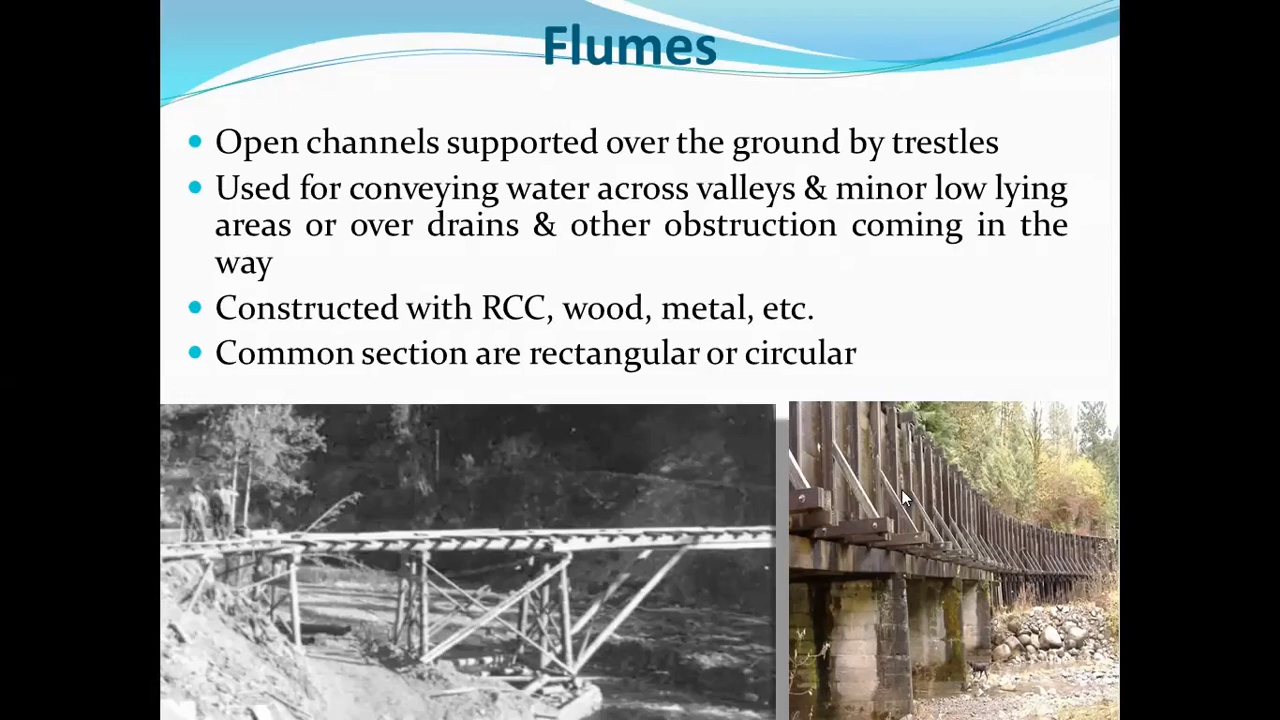 Flumes
• Open channels supported over the ground by trestles
• Used for conveying water across valleys & minor low lying
areas or over drains & other obstruction coming in the
way
• Constructed with RCC, wood, metal, etc.
• Common section are rectangular or circular